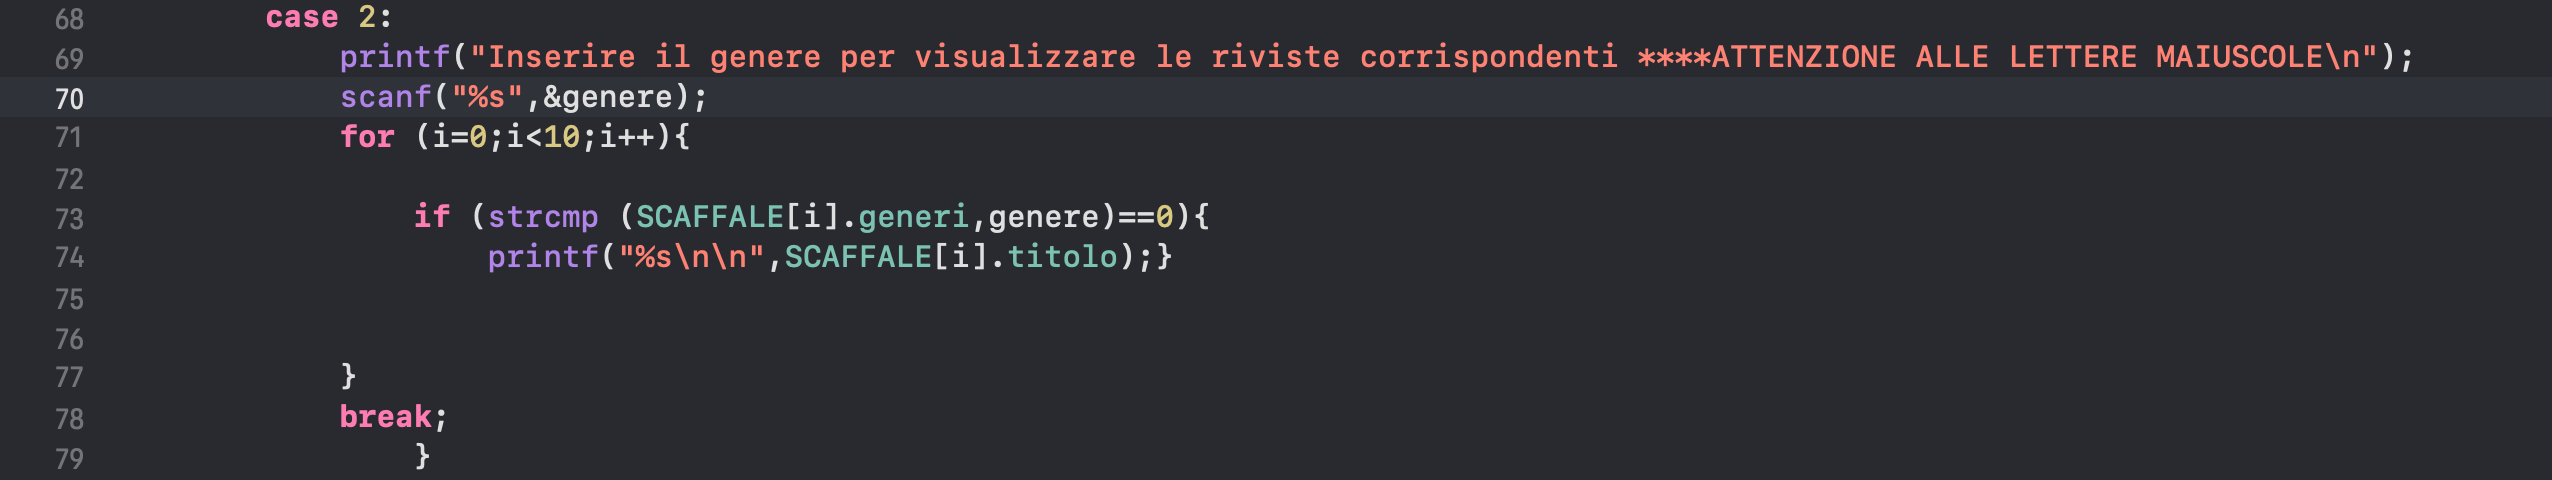 68 case 2:
69 printf("Inserire il genere per visualizzare le riviste corrispondenti ****ATTENZIONE ALLE LETTERE MAIUSCOLE\n");
70 scanf("%s",&genere);
71 for (i=0;i<10;i++){
72
73 if (strcmp (SCAFFALE[i].generi,genere)==0){
74 printf("%s\n\n",SCAFFALE[i].titolo);}
75
76
77 }
78 break;
79 }